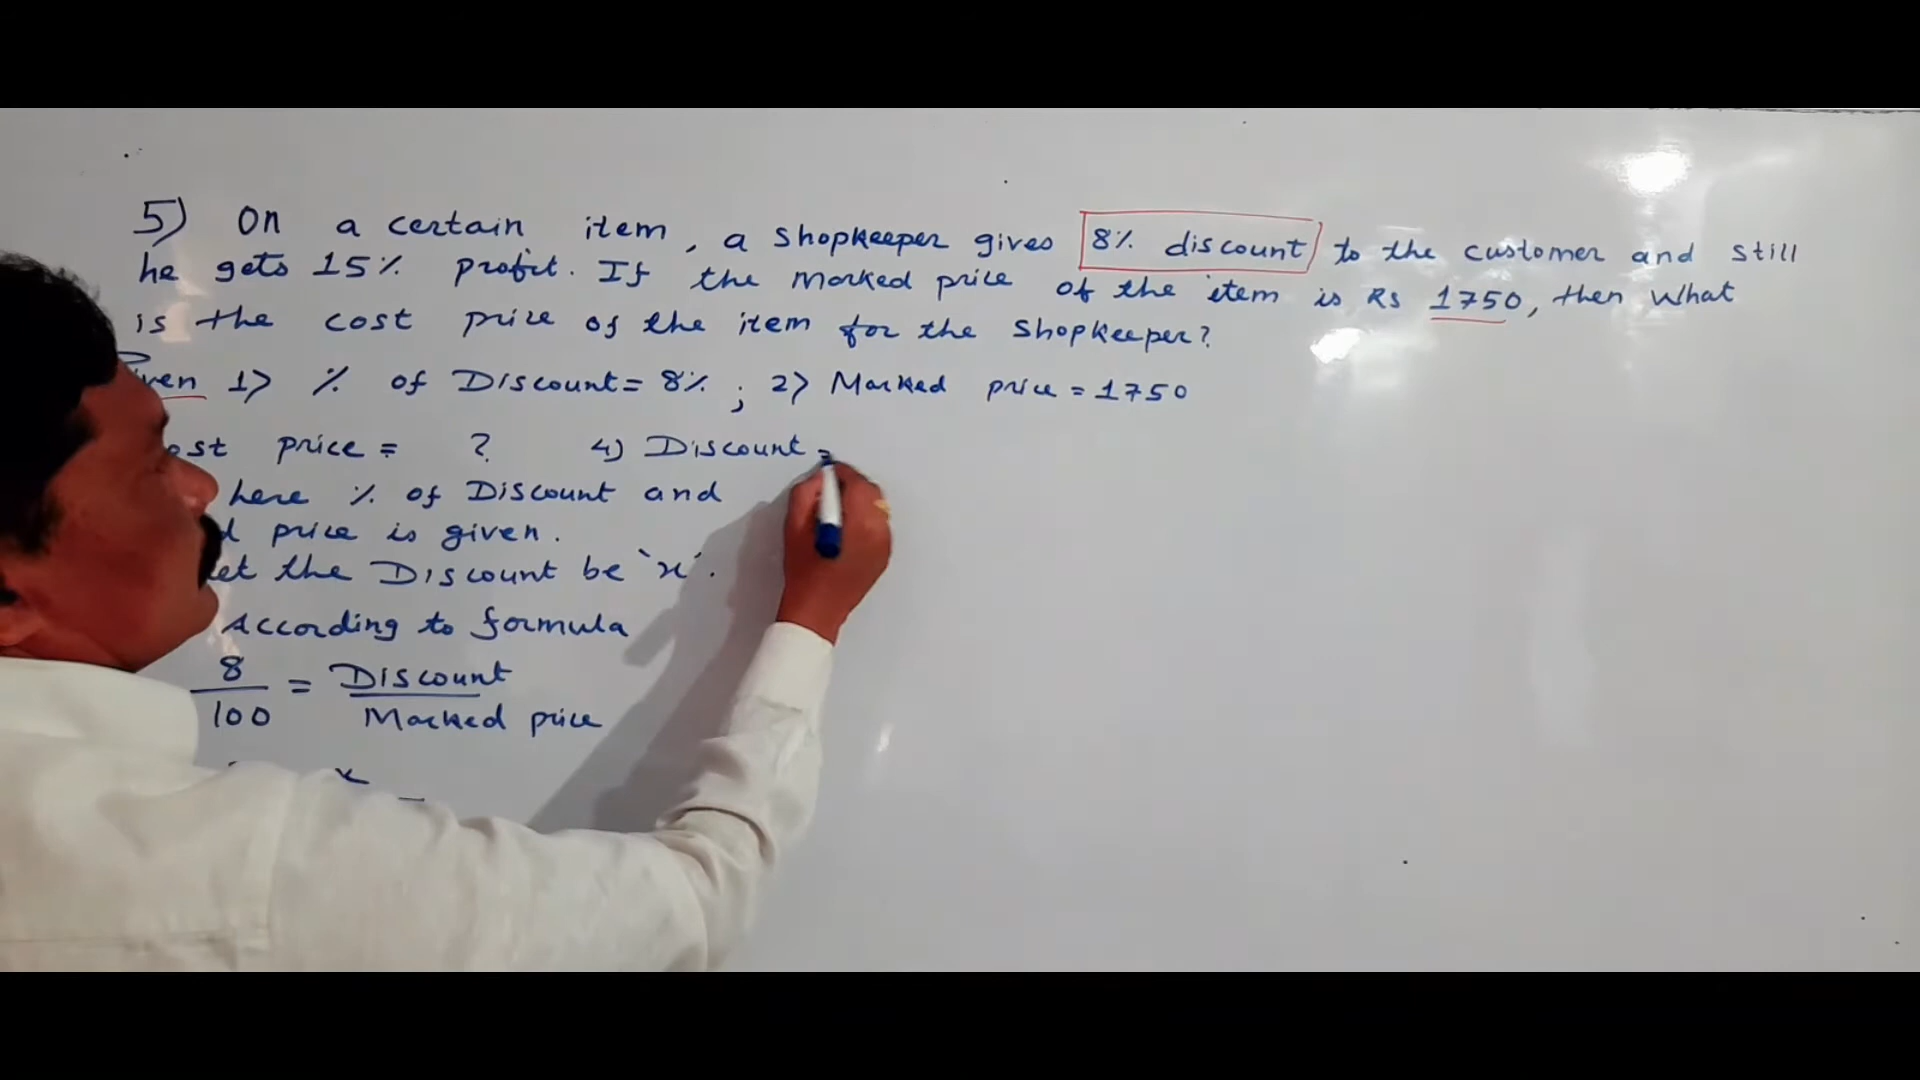 5) On a certain item, a shopkeeper gives 8% discount to the customer and still
he gets 15% profit. If the Marked price of the item is Rs 1750, then what
is the cost price of the item for the shopkeeper?
1) % of Discount = 8% ; 2) Marked price = 1750
price = ? 4) Discount =
here % of Discount and
price is given.
the Discount be 'x'.
According to formula
8/100 = Discount/Marked price
x